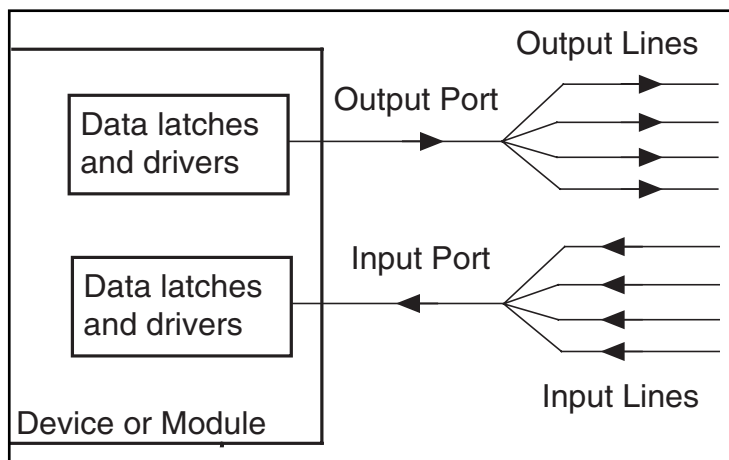 Output Lines
Output Port
Data latches
and drivers
Input Port
Data latches
and drivers
Input Lines
Device or Module